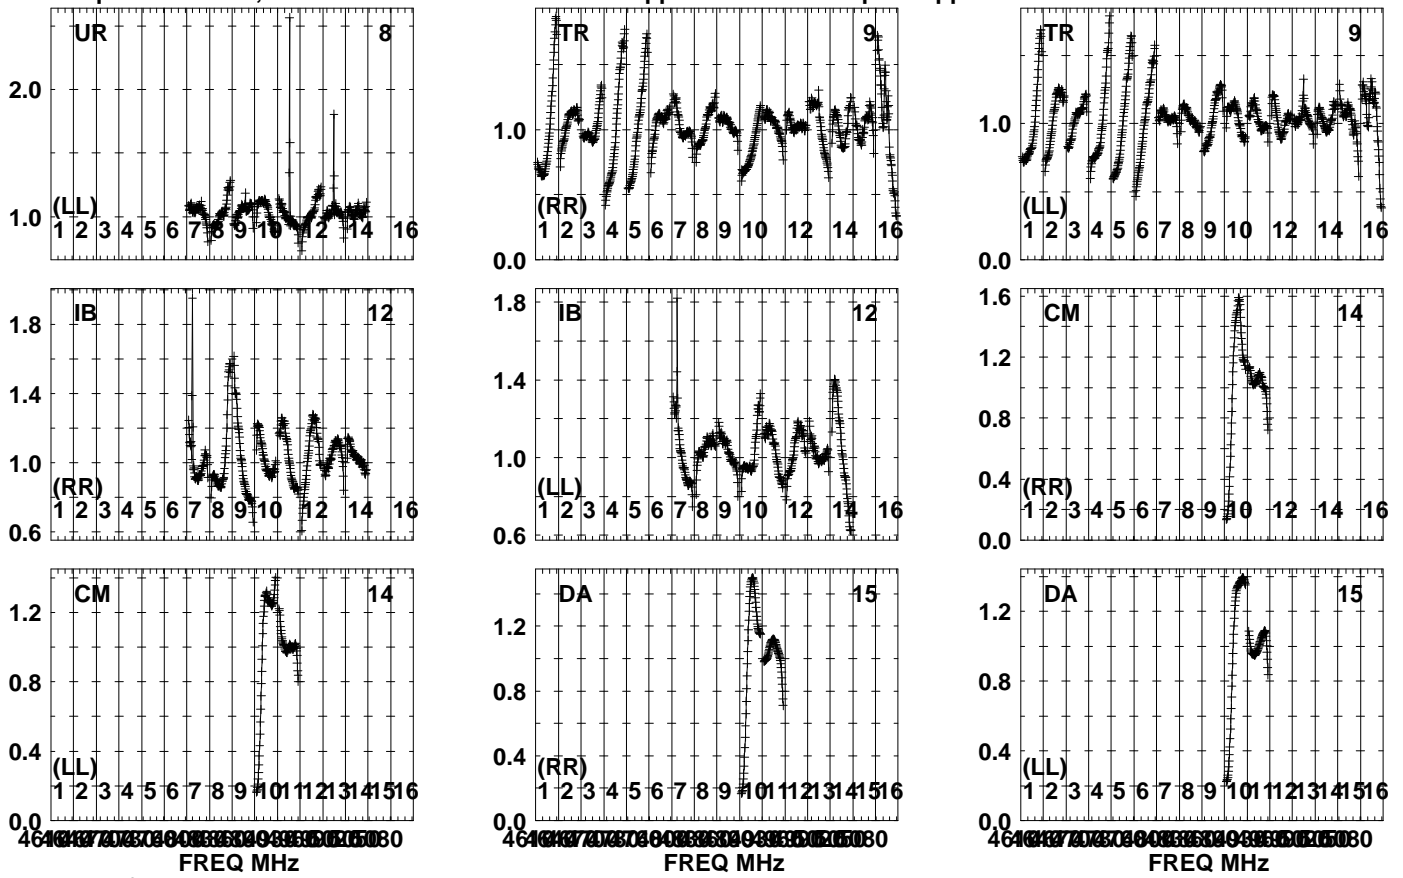 UR 8
2.0
1.0
(LL)
1 2 3 4 5 6 7 8 9 10 12 14 16
TR 9
1.0
0.0
(RR)
1 2 3 4 5 6 7 8 9 10 12 14 16
TR 9
1.0
0.0
(LL)
1 2 3 4 5 6 7 8 9 10 12 14 16
IB 12
1.8
1.4
1.0
0.6
(RR)
1 2 3 4 5 6 7 8 9 10 12 14 16
IB 12
1.8
1.4
1.0
0.6
(LL)
1 2 3 4 5 6 7 8 9 10 12 14 16
CM 14
1.6
1.2
0.8
0.4
0.0
(RR)
1 2 3 4 5 6 7 8 9 10 12 14 16
CM 14
1.2
0.8
0.4
0.0
(LL)
1 2 3 4 5 6 7 8 9 10 11 12 13 14 15 16
FREQ MHz
DA 15
1.2
0.8
0.4
0.0
(RR)
1 2 3 4 5 6 7 8 9 10 11 12 13 14 15 16
FREQ MHz
DA 15
1.2
0.8
0.4
0.0
(LL)
1 2 3 4 5 6 7 8 9 10 11 12 13 14 15 16
FREQ MHz